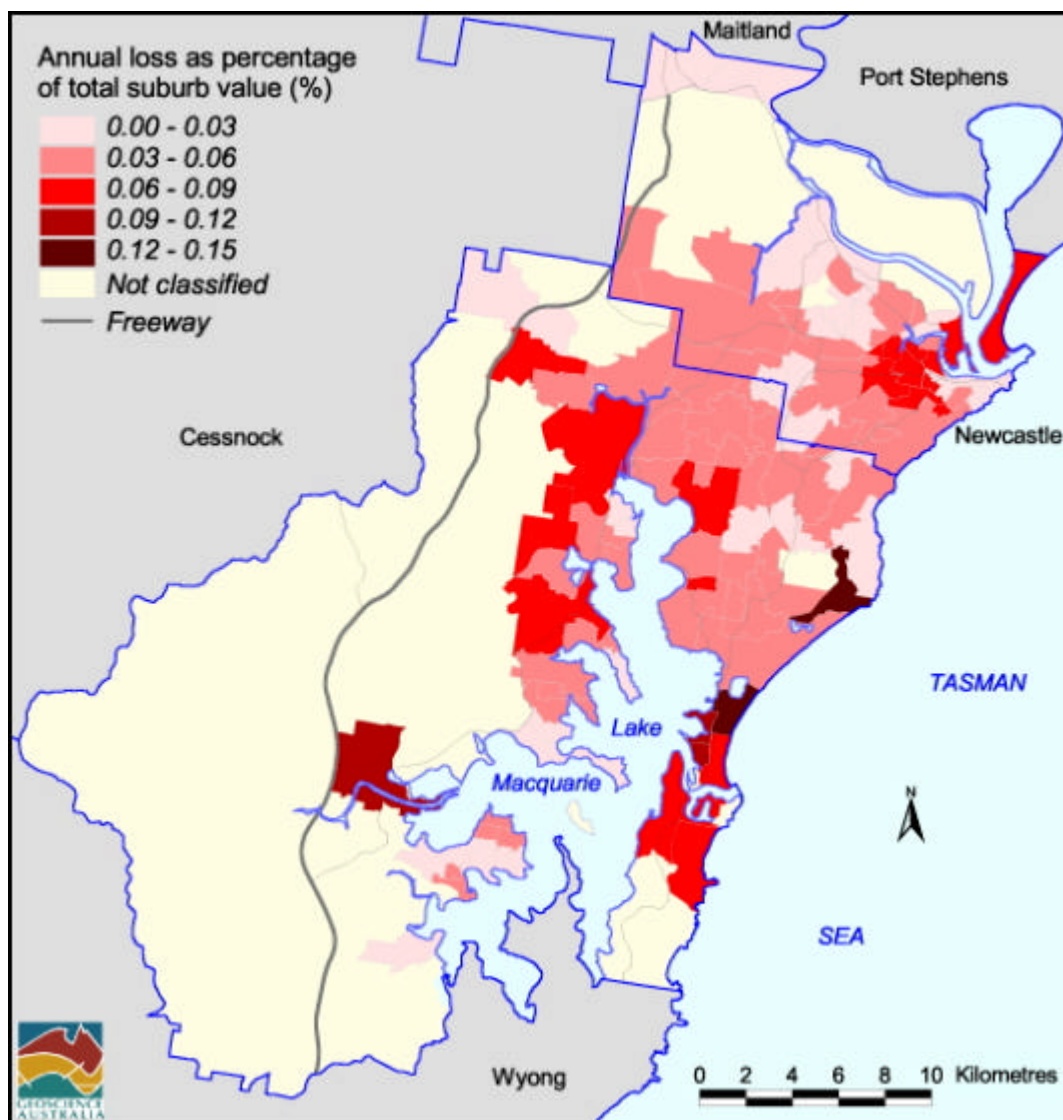 Annual loss as percentage
of total suburb value (%)
0.00 - 0.03
0.03 - 0.06
0.06 - 0.09
0.09 - 0.12
0.12 - 0.15
Not classified
Freeway
Maitland
Port Stephens
Cessnock
Newcastle
TASMAN
Lake
Macquarie
N
SEA
Wyong
0 2 4 6 8 10 Kilometres
GEOSCIENCE
AUSTRALIA